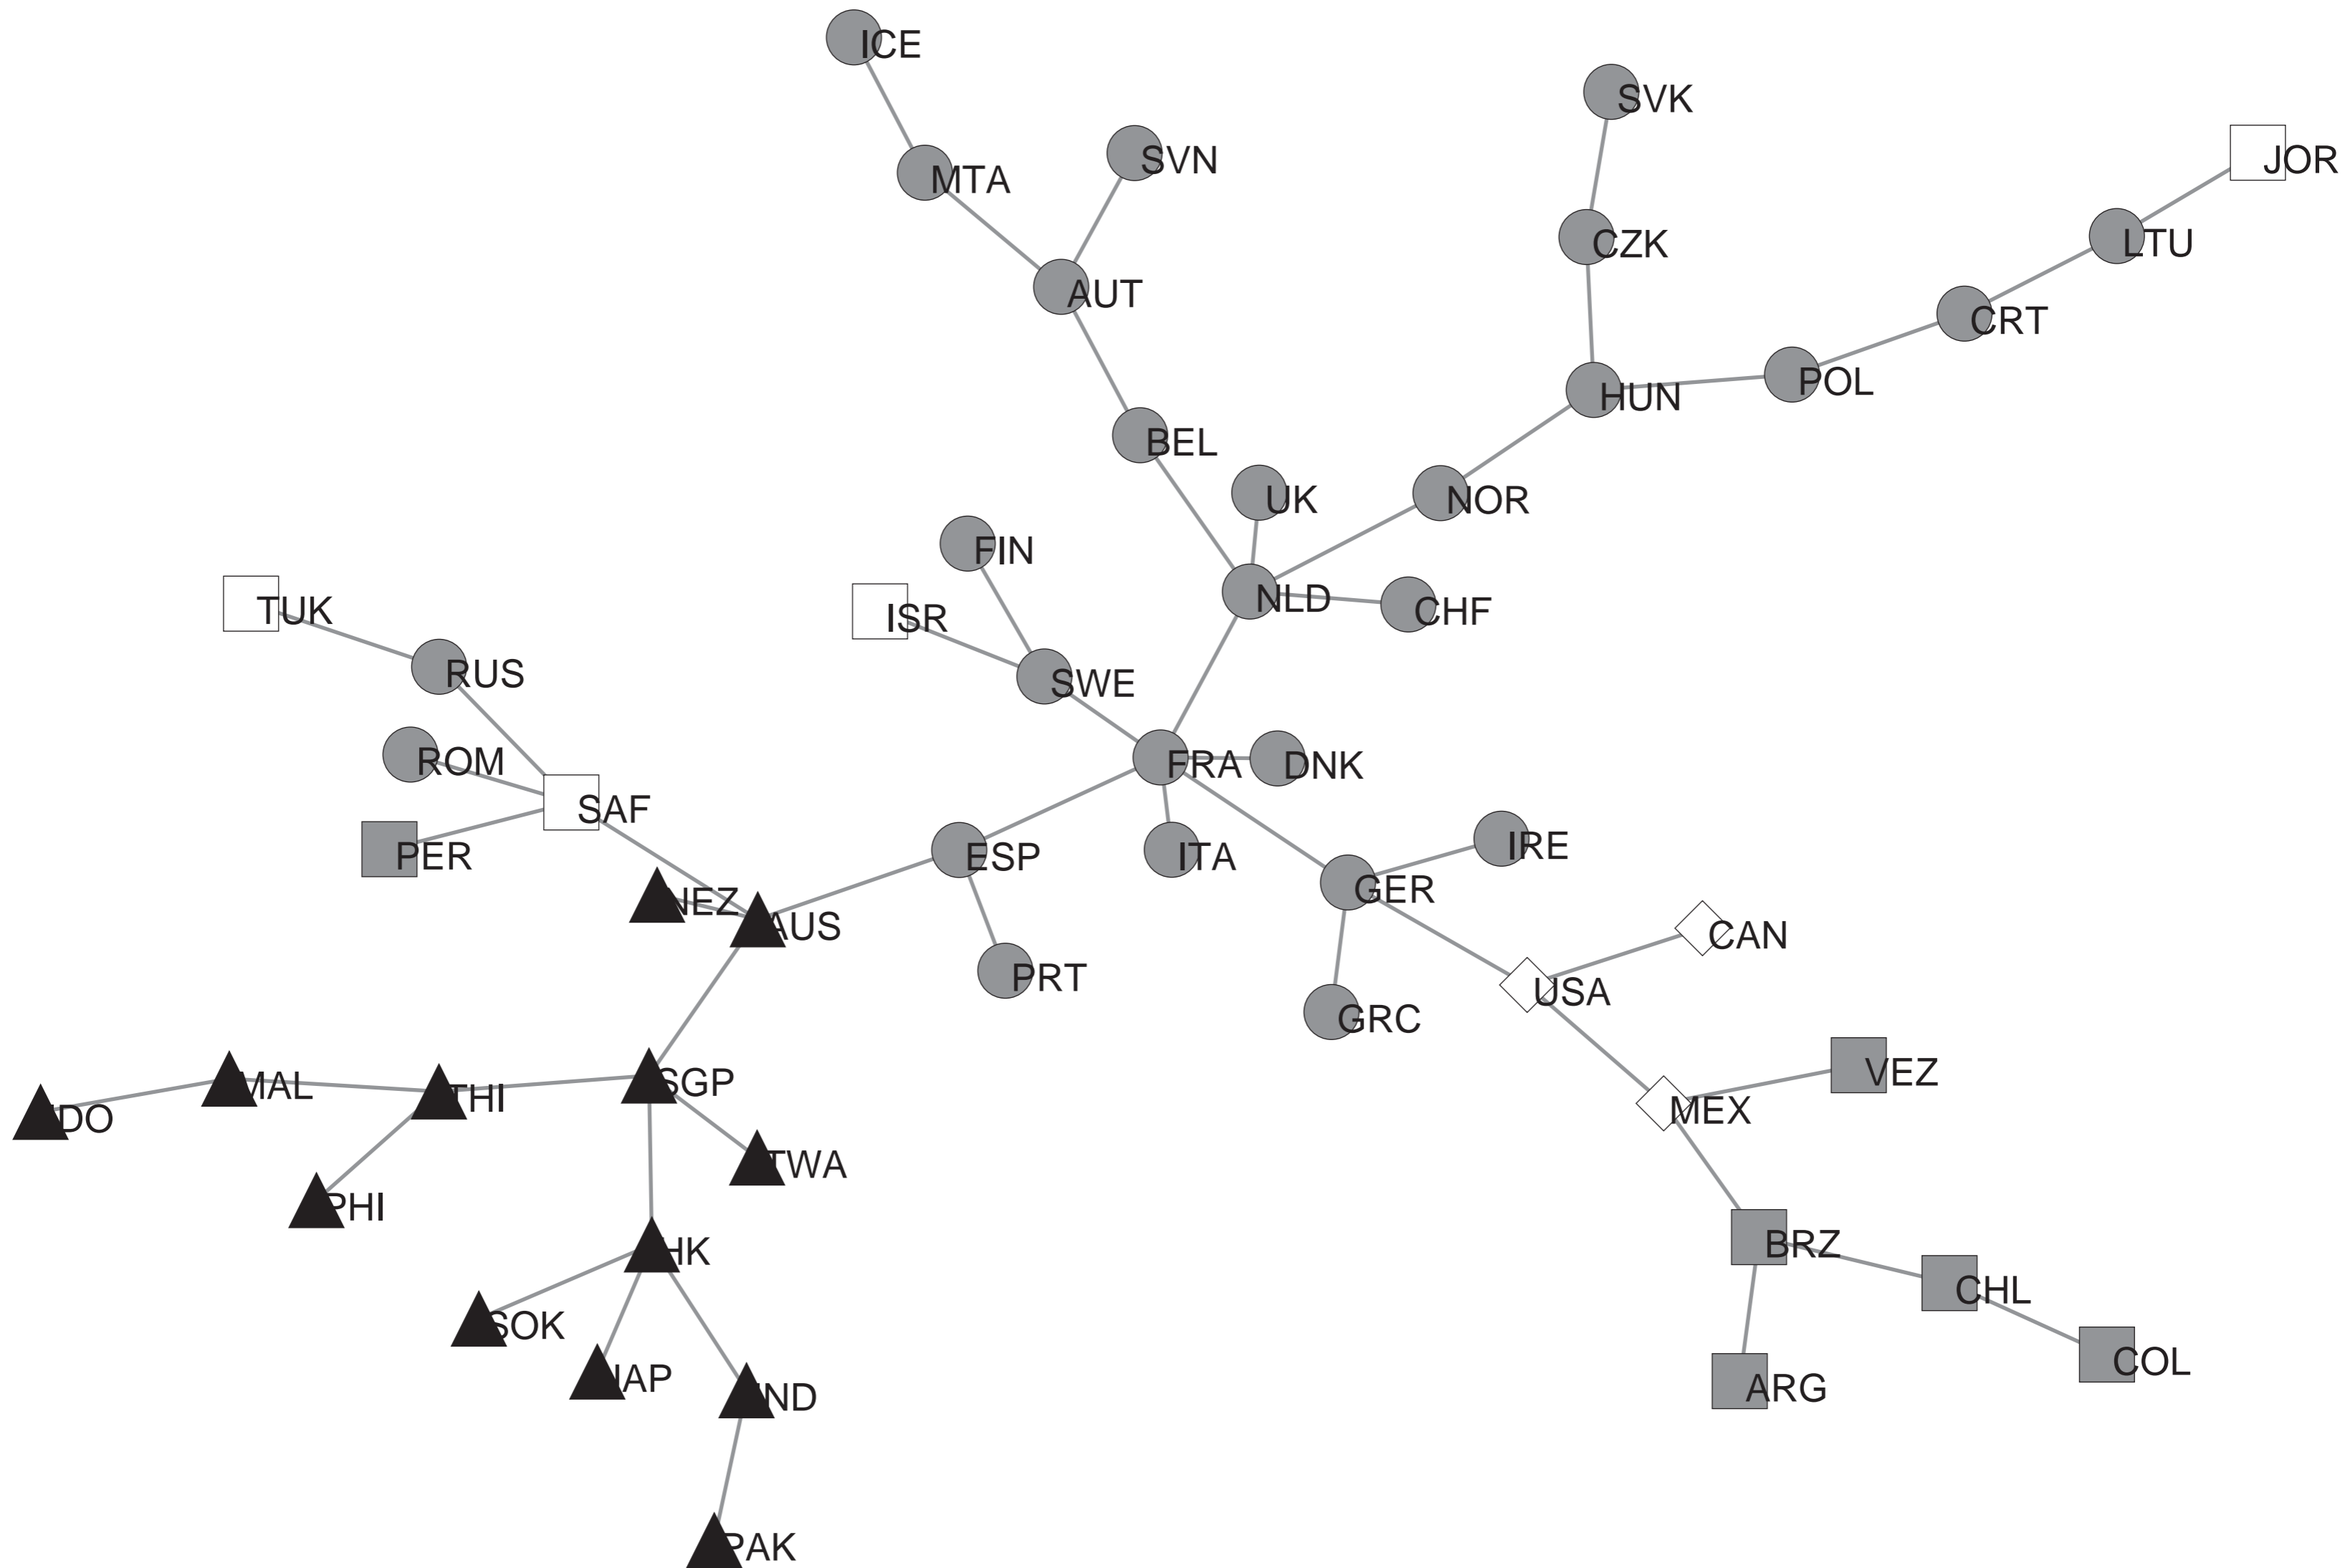 ICE
SVK
SVN
JOR
MTA
CZK
LTU
AUT
CRT
POL
HUN
BEL
UK
NOR
FIN
NLD
TUK
ISR
CHF
RUS
SWE
ROM
FRA
DNK
SAF
PER
ESP
ITA
IRE
GER
NEZ
AUS
CAN
PRT
USA
GRC
VEZ
SGP
MAL
THI
MEX
IDO
TWA
PHI
BRZ
HK
CHL
SOK
COL
JAP
ARG
IND
PAK